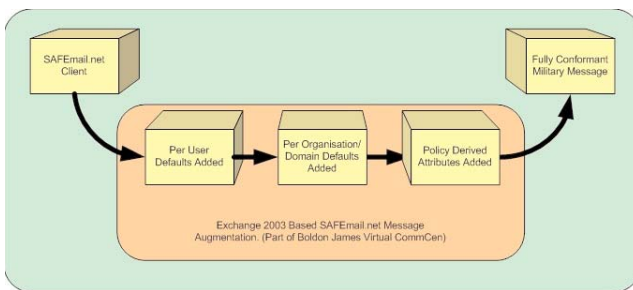 SAFEmail.net
Client
Fully Conformant
Military Message
Per User
Defaults Added
Per Organisation/
Domain Defaults
Added
Policy Derived
Attributes Added
Exchange 2003 Based SAFEmail.net Message
Augmentation. (Part of Boldon James Virtual CommCen)